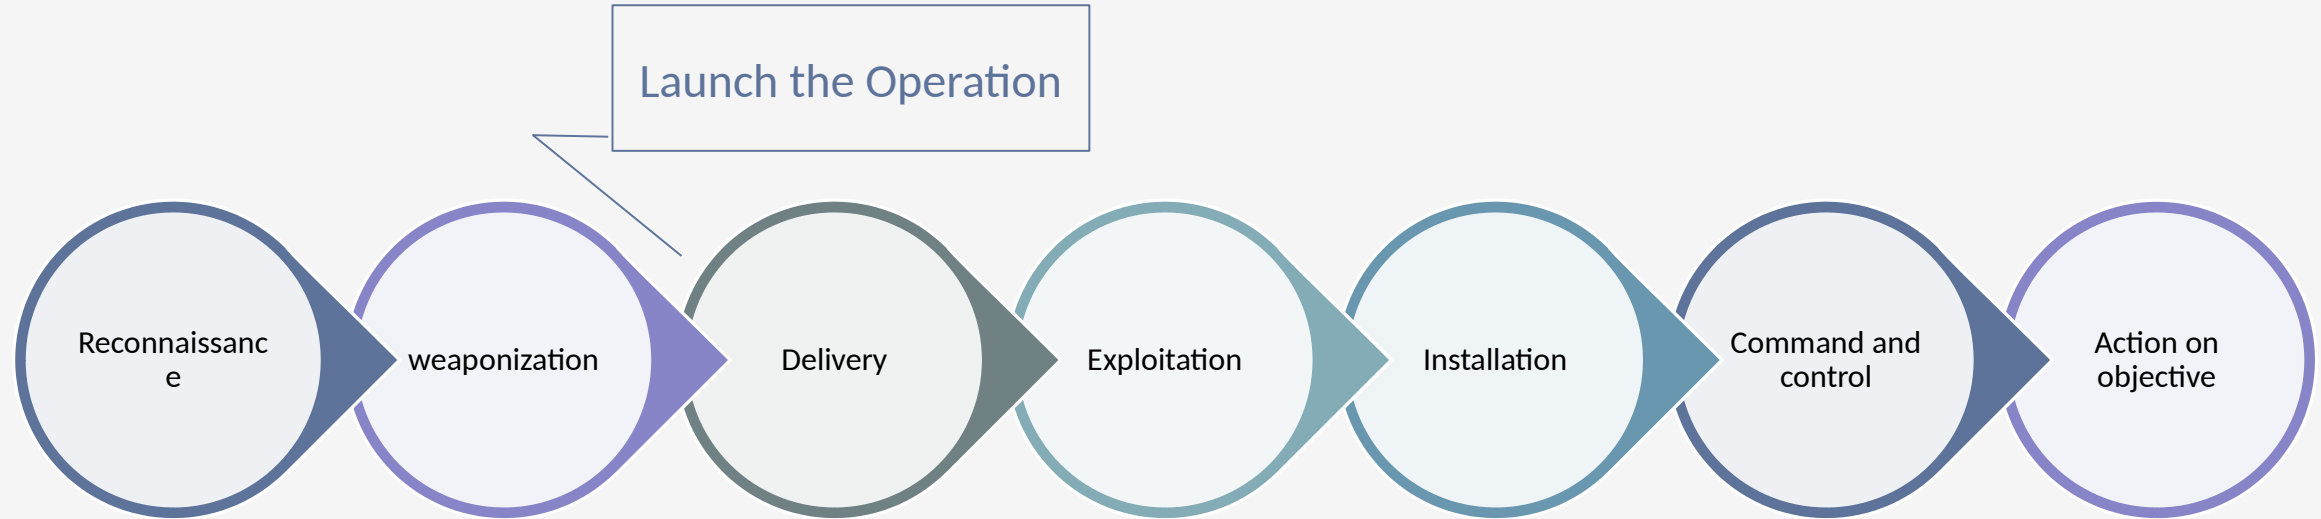 Launch the Operation
Reconnaissanc
e
weaponization
Delivery
Exploitation
Installation
Command and
control
Action on
objective